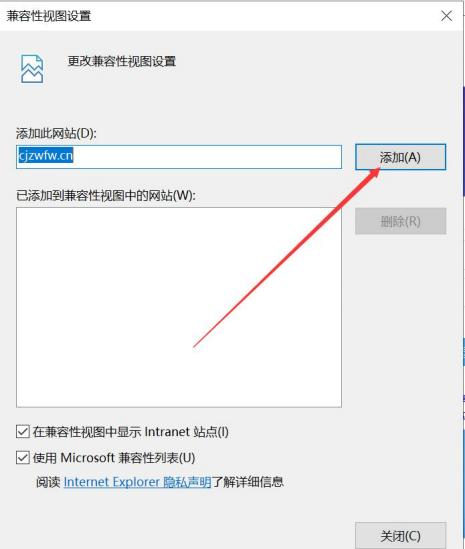 兼容性视图设置
更改兼容性视图设置
添加此网站(D):
cjzwfw.cn
添加(A)
已添加到兼容性视图中的网站(W):
删除(R)
在兼容性视图中显示 Intranet 站点(I)
使用 Microsoft 兼容性列表(U)
阅读 Internet Explorer 隐私声明了解详细信息
关闭(C)